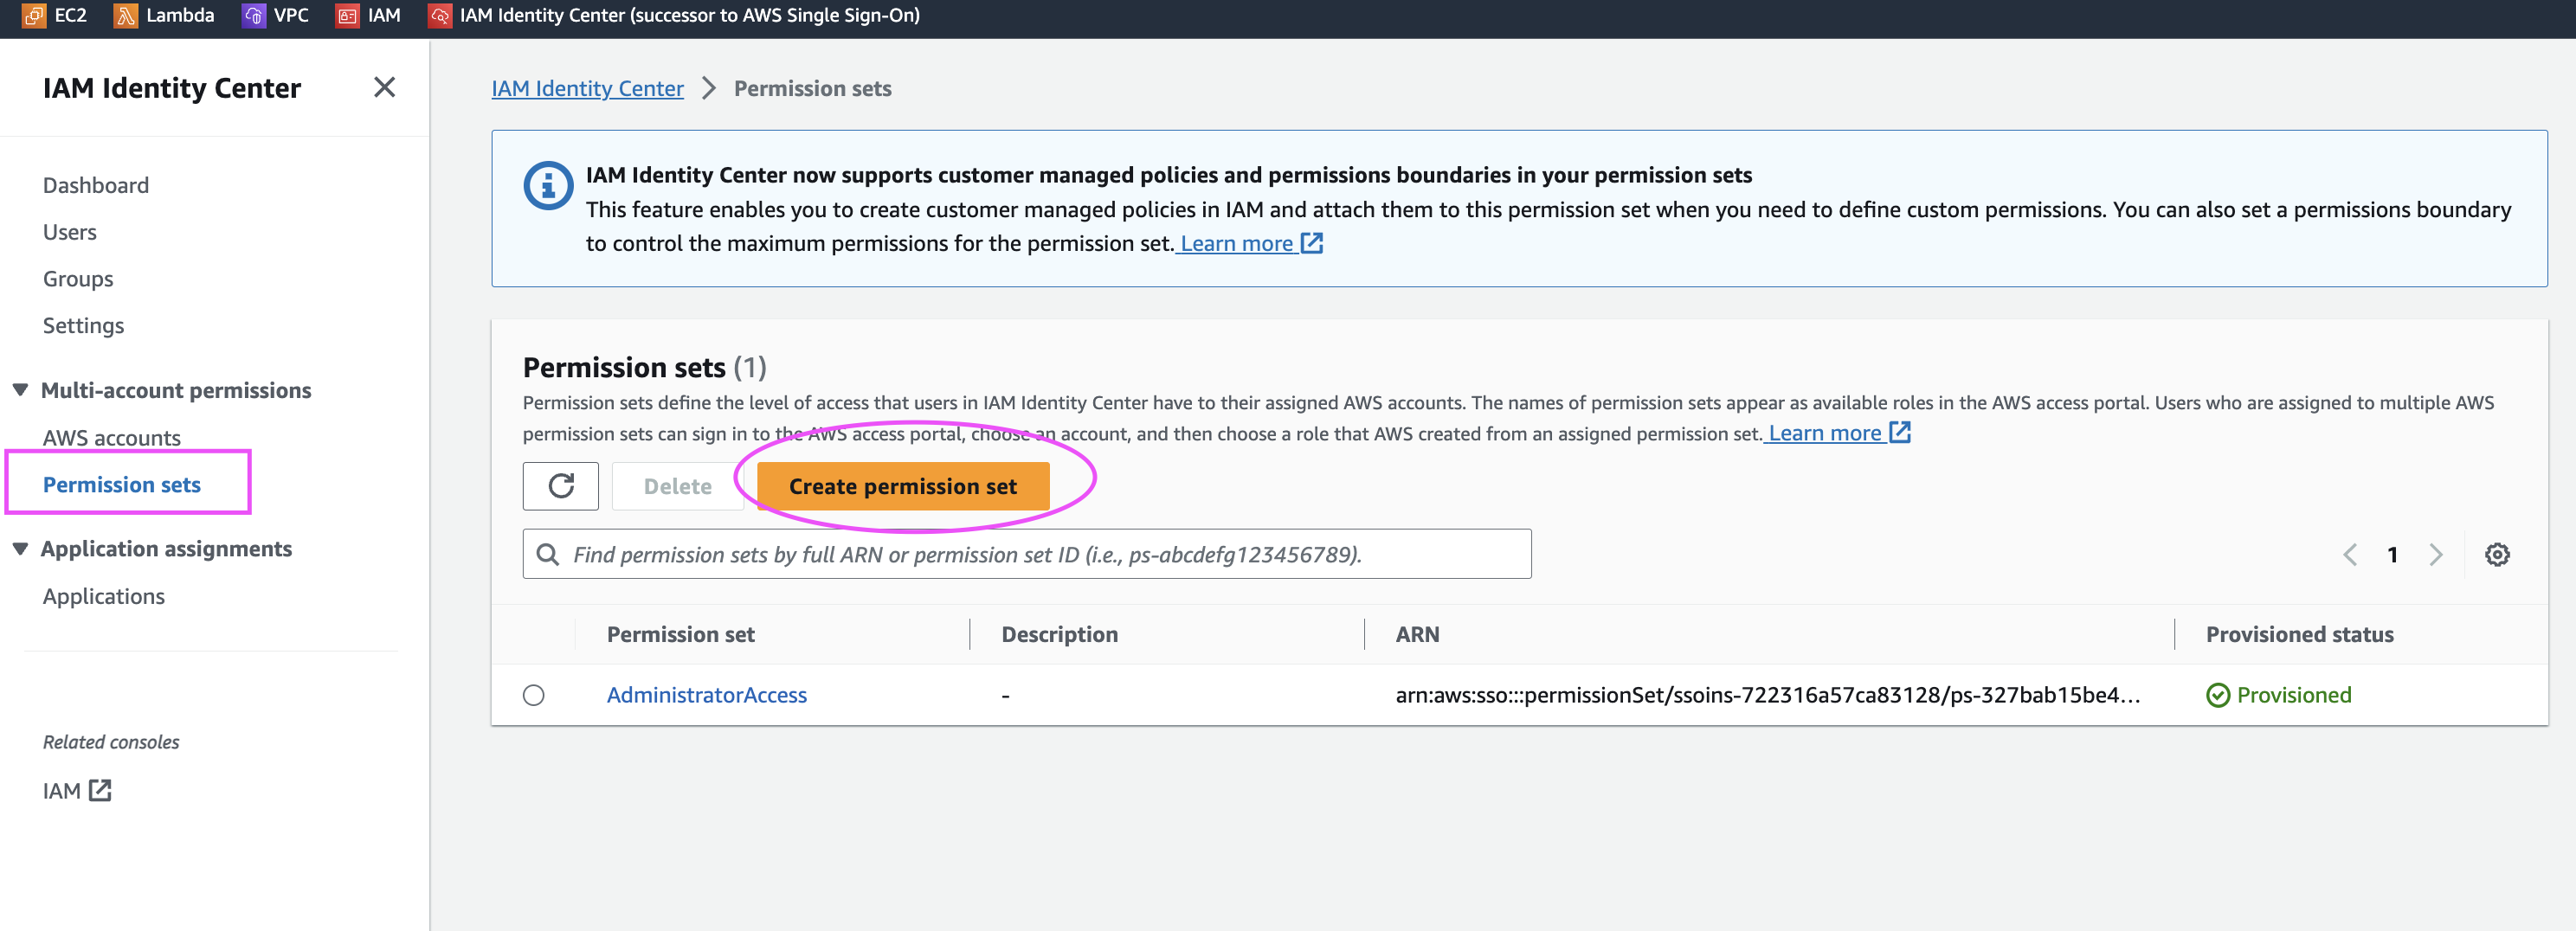 EC2 Lambda VPC IAM IAM Identity Center (successor to AWS Single Sign-On)
IAM Identity Center
Dashboard
Users
Groups
Settings
Multi-account permissions
AWS accounts
Permission sets
Application assignments
Applications
Related consoles
IAM
IAM Identity Center > Permission sets
IAM Identity Center now supports customer managed policies and permissions boundaries in your permission sets
This feature enables you to create customer managed policies in IAM and attach them to this permission set when you need to define custom permissions. You can also set a permissions boundary
to control the maximum permissions for the permission set. Learn more
Permission sets (1)
Permission sets define the level of access that users in IAM Identity Center have to their assigned AWS accounts. The names of permission sets appear as available roles in the AWS access portal. Users who are assigned to multiple AWS
permission sets can sign in to the AWS access portal, choose an account, and then choose a role that AWS created from an assigned permission set. Learn more
Delete Create permission set
Find permission sets by full ARN or permission set ID (i.e., ps-abcdefg123456789).
1
Permission set Description ARN Provisioned status
AdministratorAccess - arn:aws:sso:::permissionSet/ssoins-722316a57ca83128/ps-327bab15be4... Provisioned